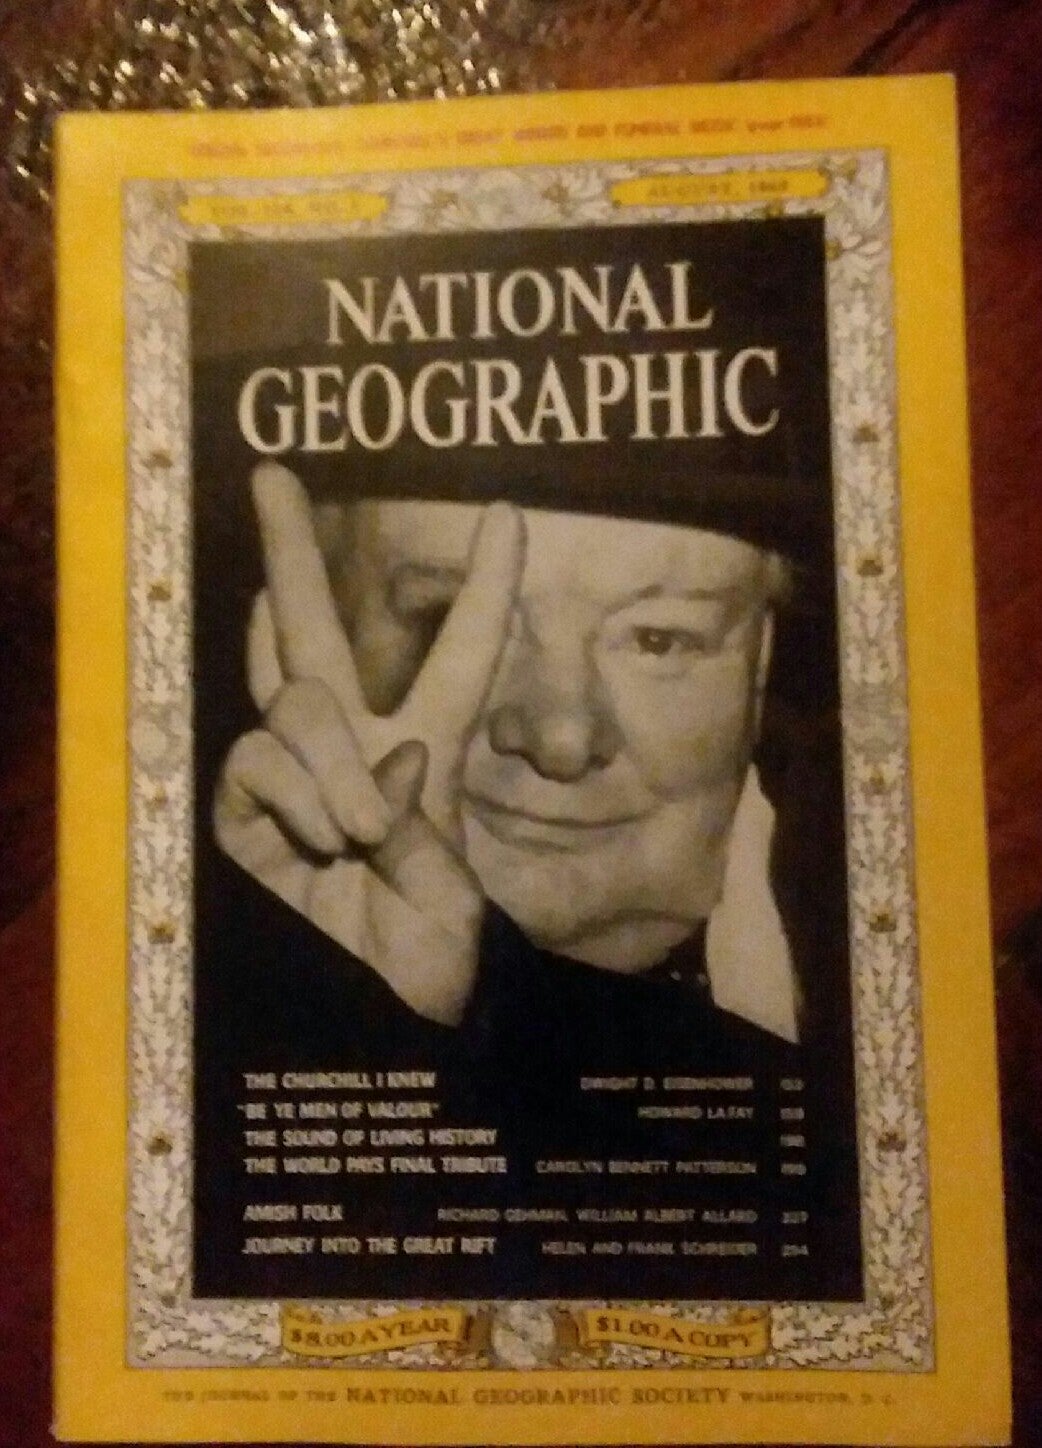 AUGUST, 1965
NATIONAL
GEOGRAPHIC
THE CHURCHILL I KNEW DWIGHT D. EISENHOWER 153
"BE YE MEN OF VALOUR" HOWARD LA FAY
THE SOUND OF LIVING HISTORY
THE WORLD PAYS FINAL TRIBUTE CAROLYN BENNETT PATTERSON
AMISH FOLK RICHARD GEHMAN, WILLIAM ALBERT ALLARD 227
JOURNEY INTO THE GREAT RIFT HELEN AND FRANK SCHREIDER 254
$8.00 A YEAR $1.00 A COPY
THE JOURNAL OF THE NATIONAL GEOGRAPHIC SOCIETY WASHINGTON, D. C.